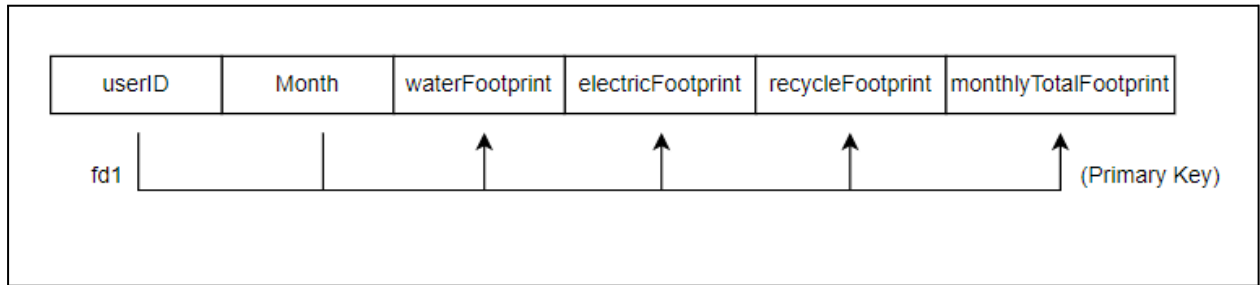 userID Month waterFootprint electricFootprint recycleFootprint monthlyTotalFootprint
fd1 (Primary Key)